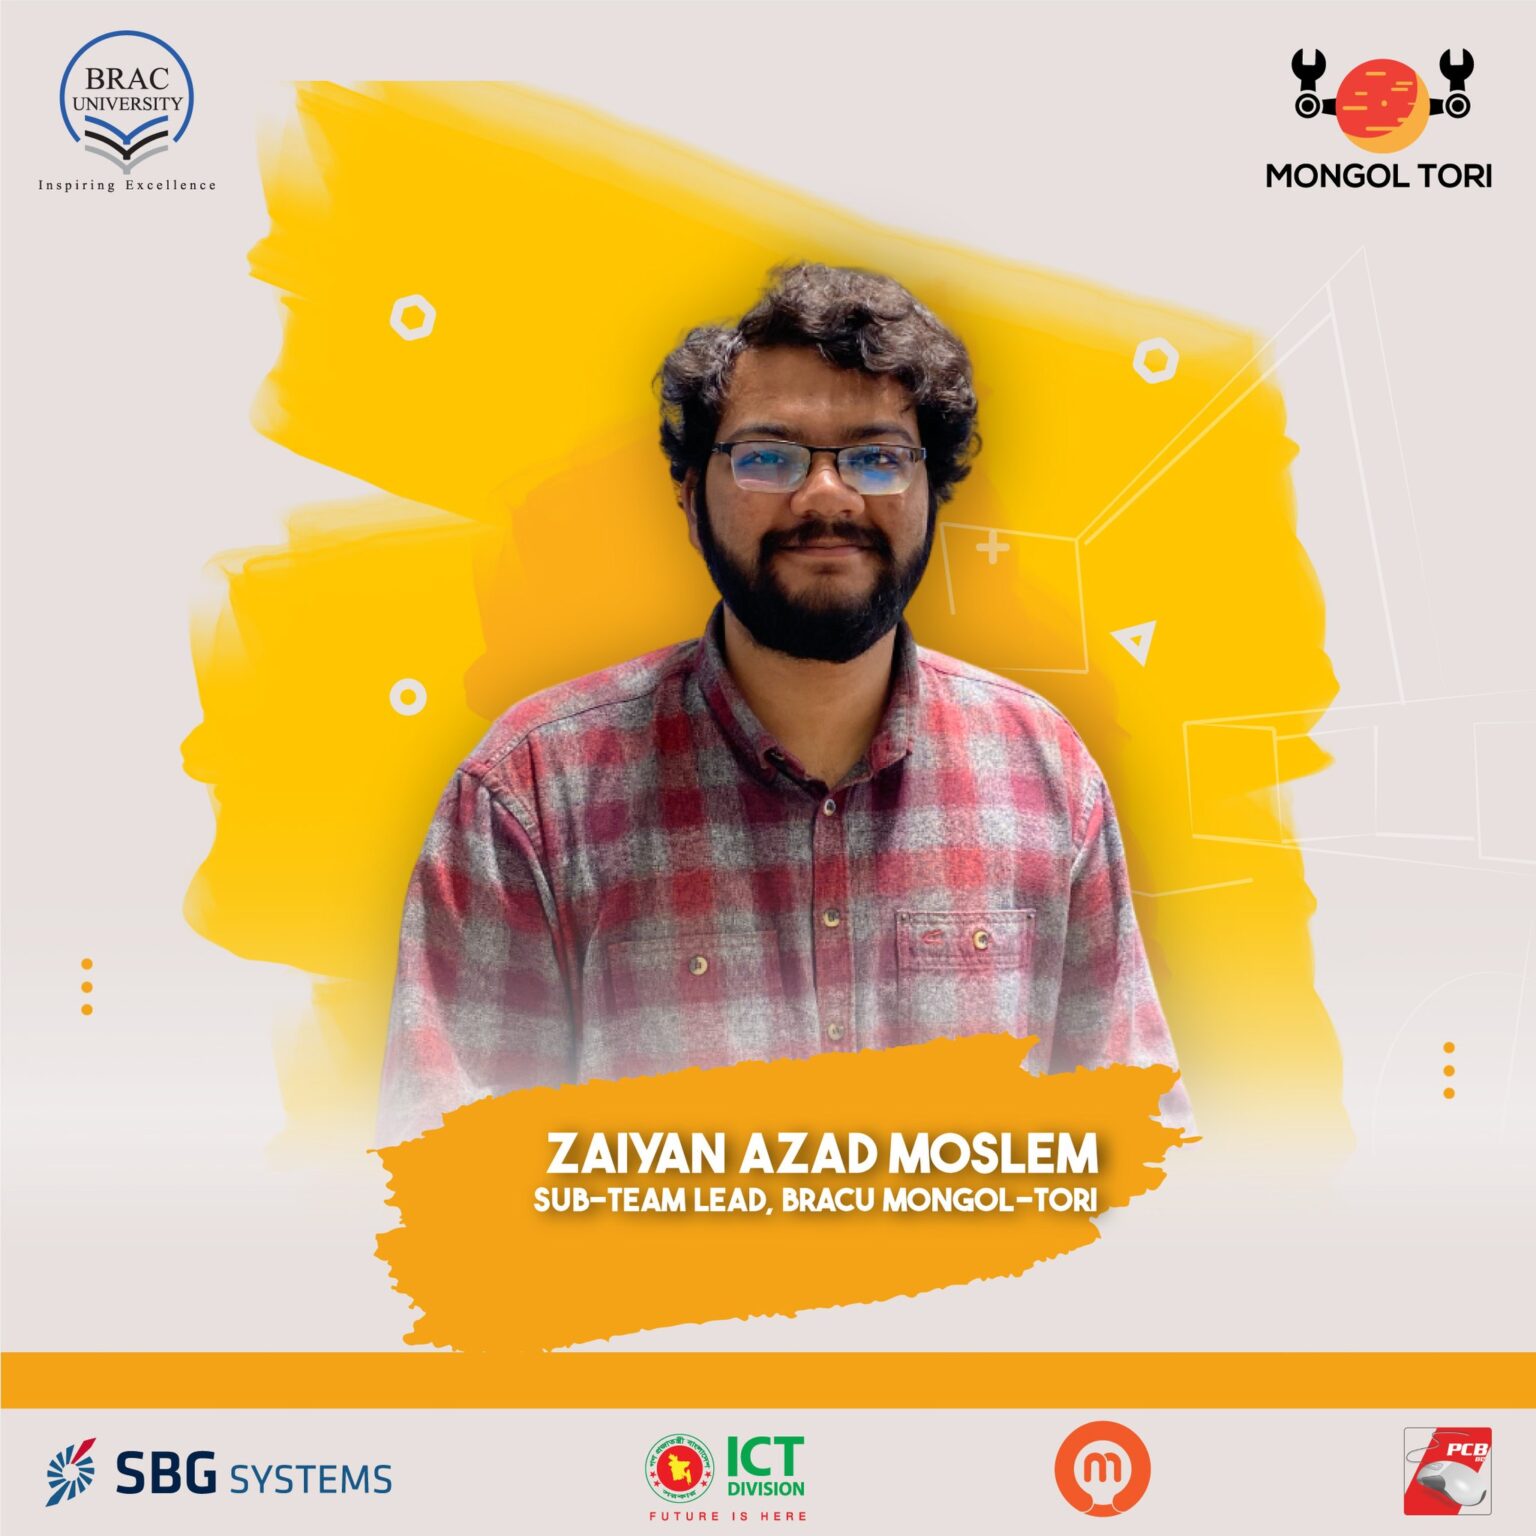 BRAC
UNIVERSITY
Inspiring Excellence
MONGOL TORI
ZAIYAN AZAD MOSLEM
SUB-TEAM LEAD, BRACU MONGOL-TORI
SBG SYSTEMS
ICT
DIVISION
FUTURE IS HERE
m
PCB